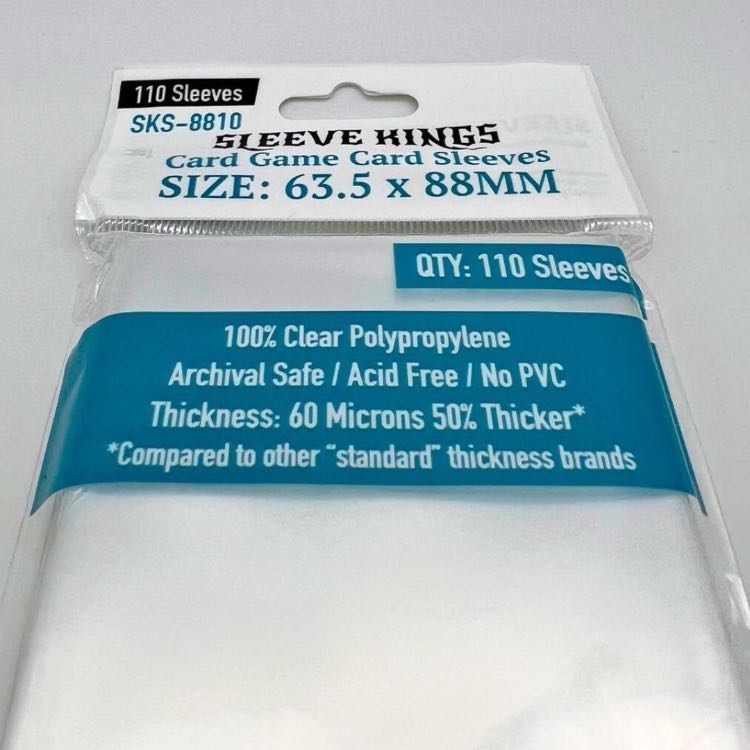 110 Sleeves
SKS-8810
SLEEVE KINGS
Card Game Card Sleeves
SIZE: 63.5 x 88MM
QTY: 110 Sleeves
100% Clear Polypropylene
Archival Safe / Acid Free / No PVC
Thickness: 60 Microns 50% Thicker*
*Compared to other "standard" thickness brands